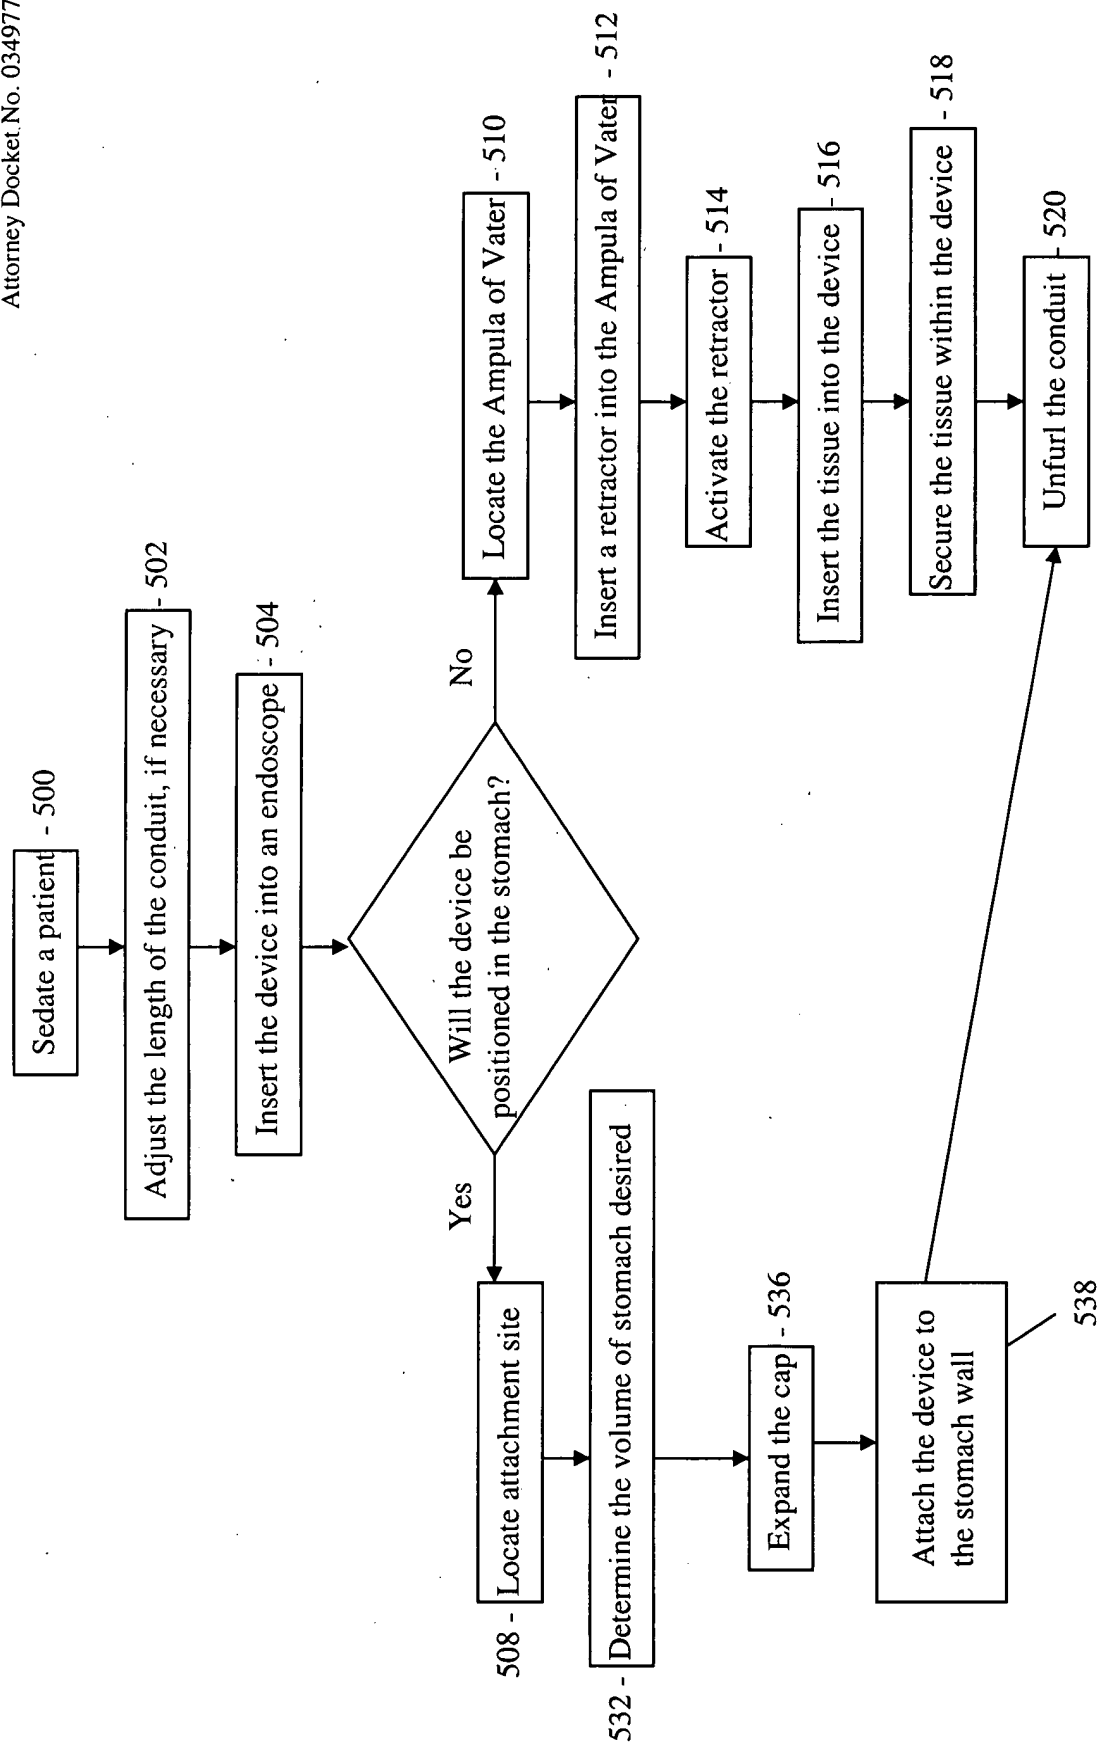 Attorney Docket No. 034977
Sedate a patient - 500
Adjust the length of the conduit, if necessary - 502
Insert the device into an endoscope - 504
Will the device be
positioned in the stomach?
Yes
No
508 - Locate attachment site
532 - Determine the volume of stomach desired
Expand the cap - 536
Attach the device to
the stomach wall
538
Locate the Ampula of Vater - 510
Insert a retractor into the Ampula of Vater - 512
Activate the retractor - 514
Insert the tissue into the device - 516
Secure the tissue within the device - 518
Unfurl the conduit - 520